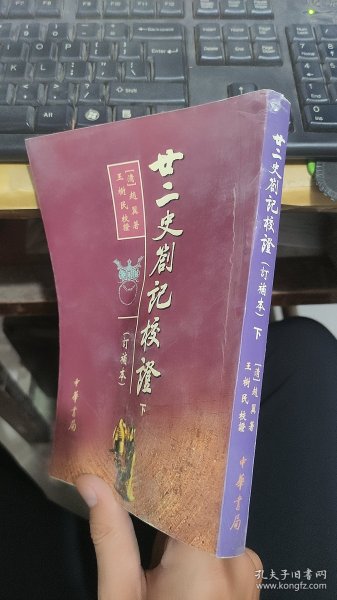 廿二史劄記校證
(訂補本)
下
[清]趙翼著
王樹民校證
中華書局
廿二史劄記校證(訂補本)下
[清]趙翼著
王樹民校證
中華書局
孔夫子旧书网
www.kongfz.com